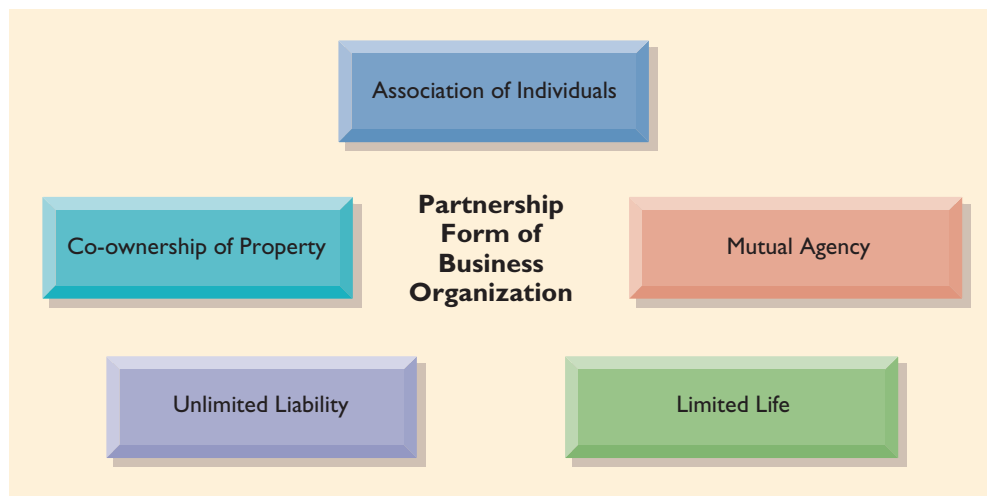 Association of Individuals
Partnership
Form of
Business
Organization
Co-ownership of Property
Mutual Agency
Unlimited Liability
Limited Life